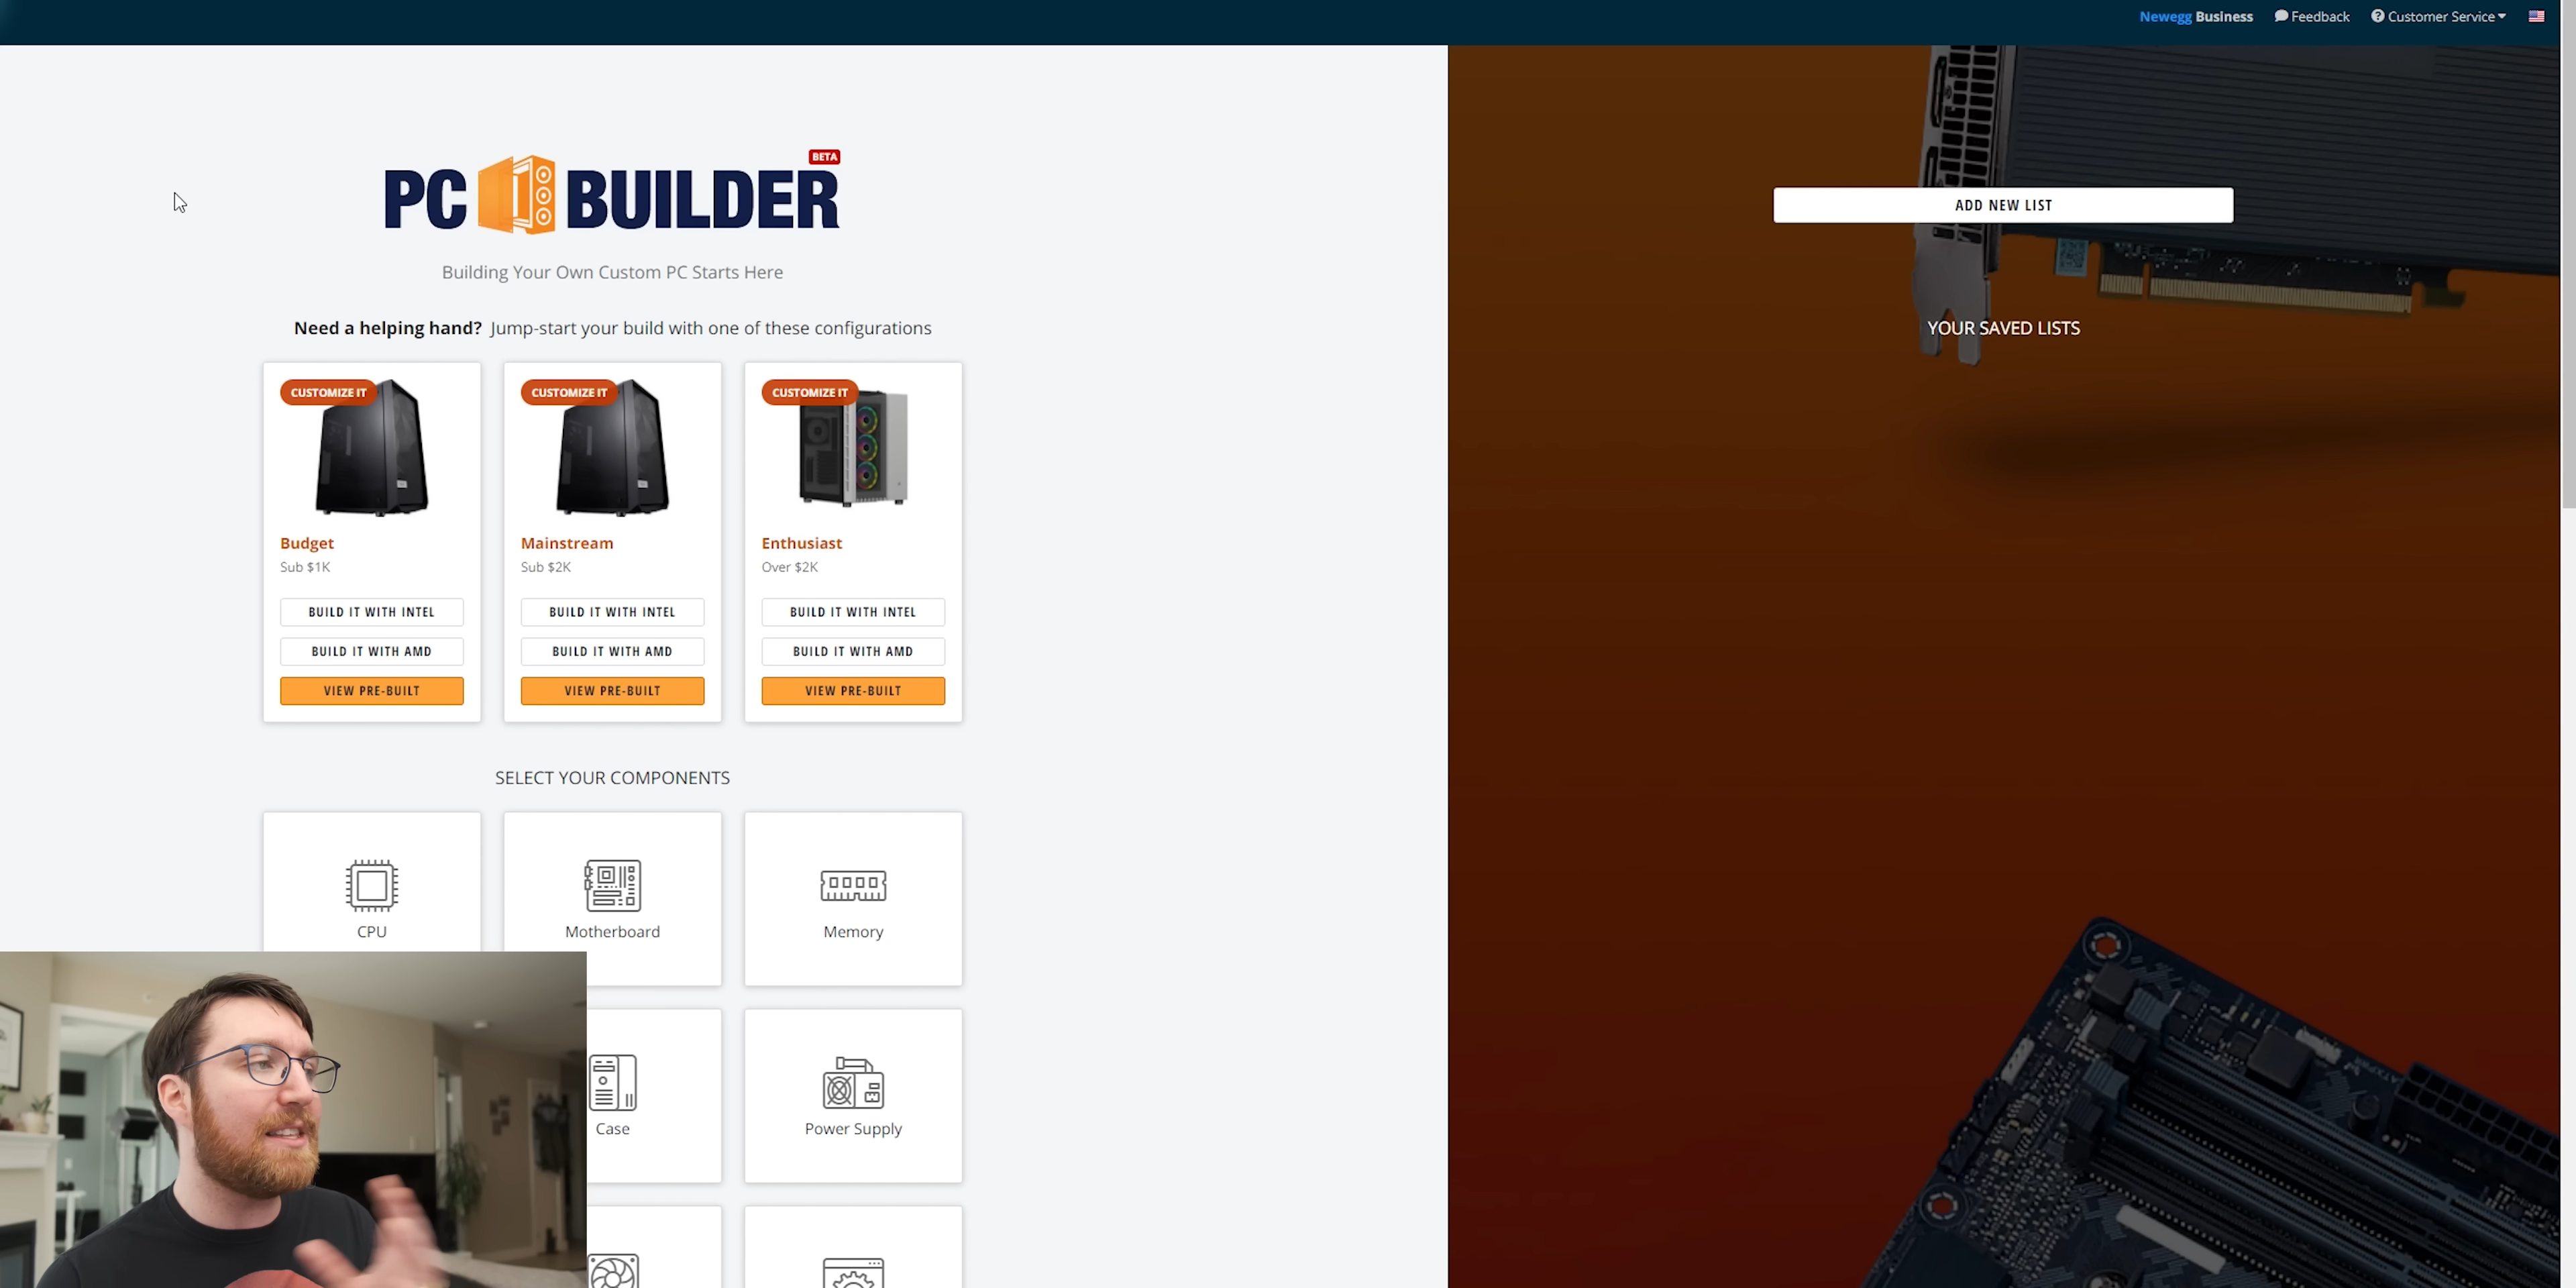 Newegg Business Feedback Customer Service
BETA
PC BUILDER
Building Your Own Custom PC Starts Here
Need a helping hand? Jump-start your build with one of these configurations
CUSTOMIZE IT
Budget
Sub $1K
BUILD IT WITH INTEL
BUILD IT WITH AMD
VIEW PRE-BUILT
CUSTOMIZE IT
Mainstream
Sub $2K
BUILD IT WITH INTEL
BUILD IT WITH AMD
VIEW PRE-BUILT
CUSTOMIZE IT
Enthusiast
Over $2K
BUILD IT WITH INTEL
BUILD IT WITH AMD
VIEW PRE-BUILT
SELECT YOUR COMPONENTS
CPU
Motherboard
Memory
Case
Power Supply
ADD NEW LIST
YOUR SAVED LISTS